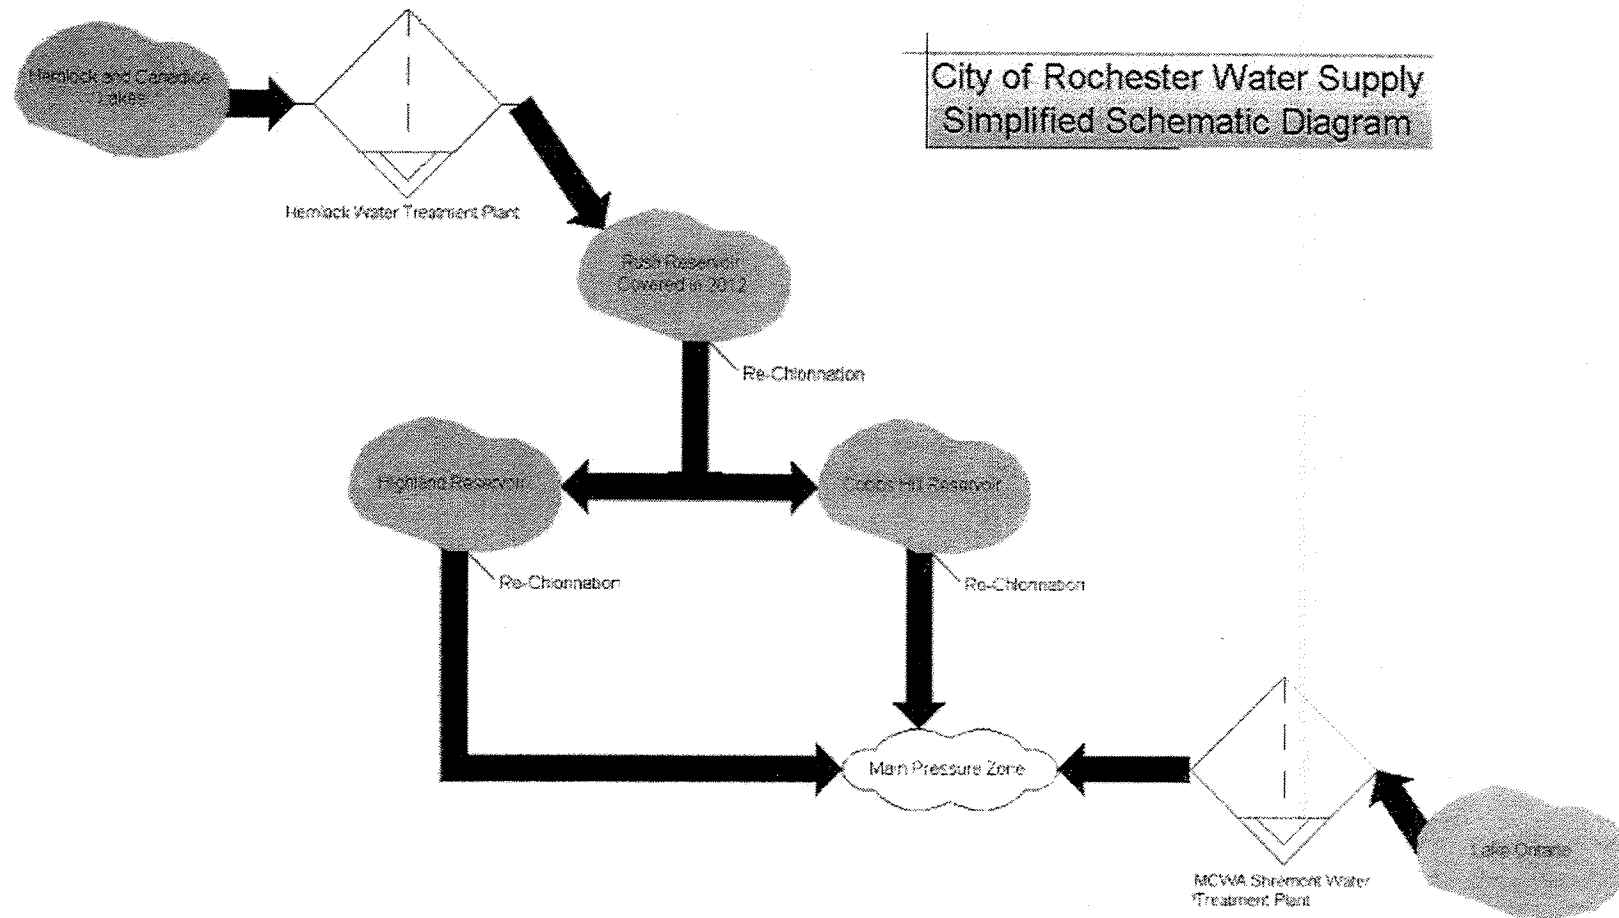 City of Rochester Water Supply
Simplified Schematic Diagram
Hemlock and Canadice
Lakes
Hemlock Water Treatment Plant
Rush Reservoir
Covered in 2012
Re-Chlorination
Highland Reservoir
Cobbs Hill Reservoir
Re-Chlorination
Re-Chlorination
Main Pressure Zone
Lake Ontario
MCWA Shremont Water
Treatment Plant